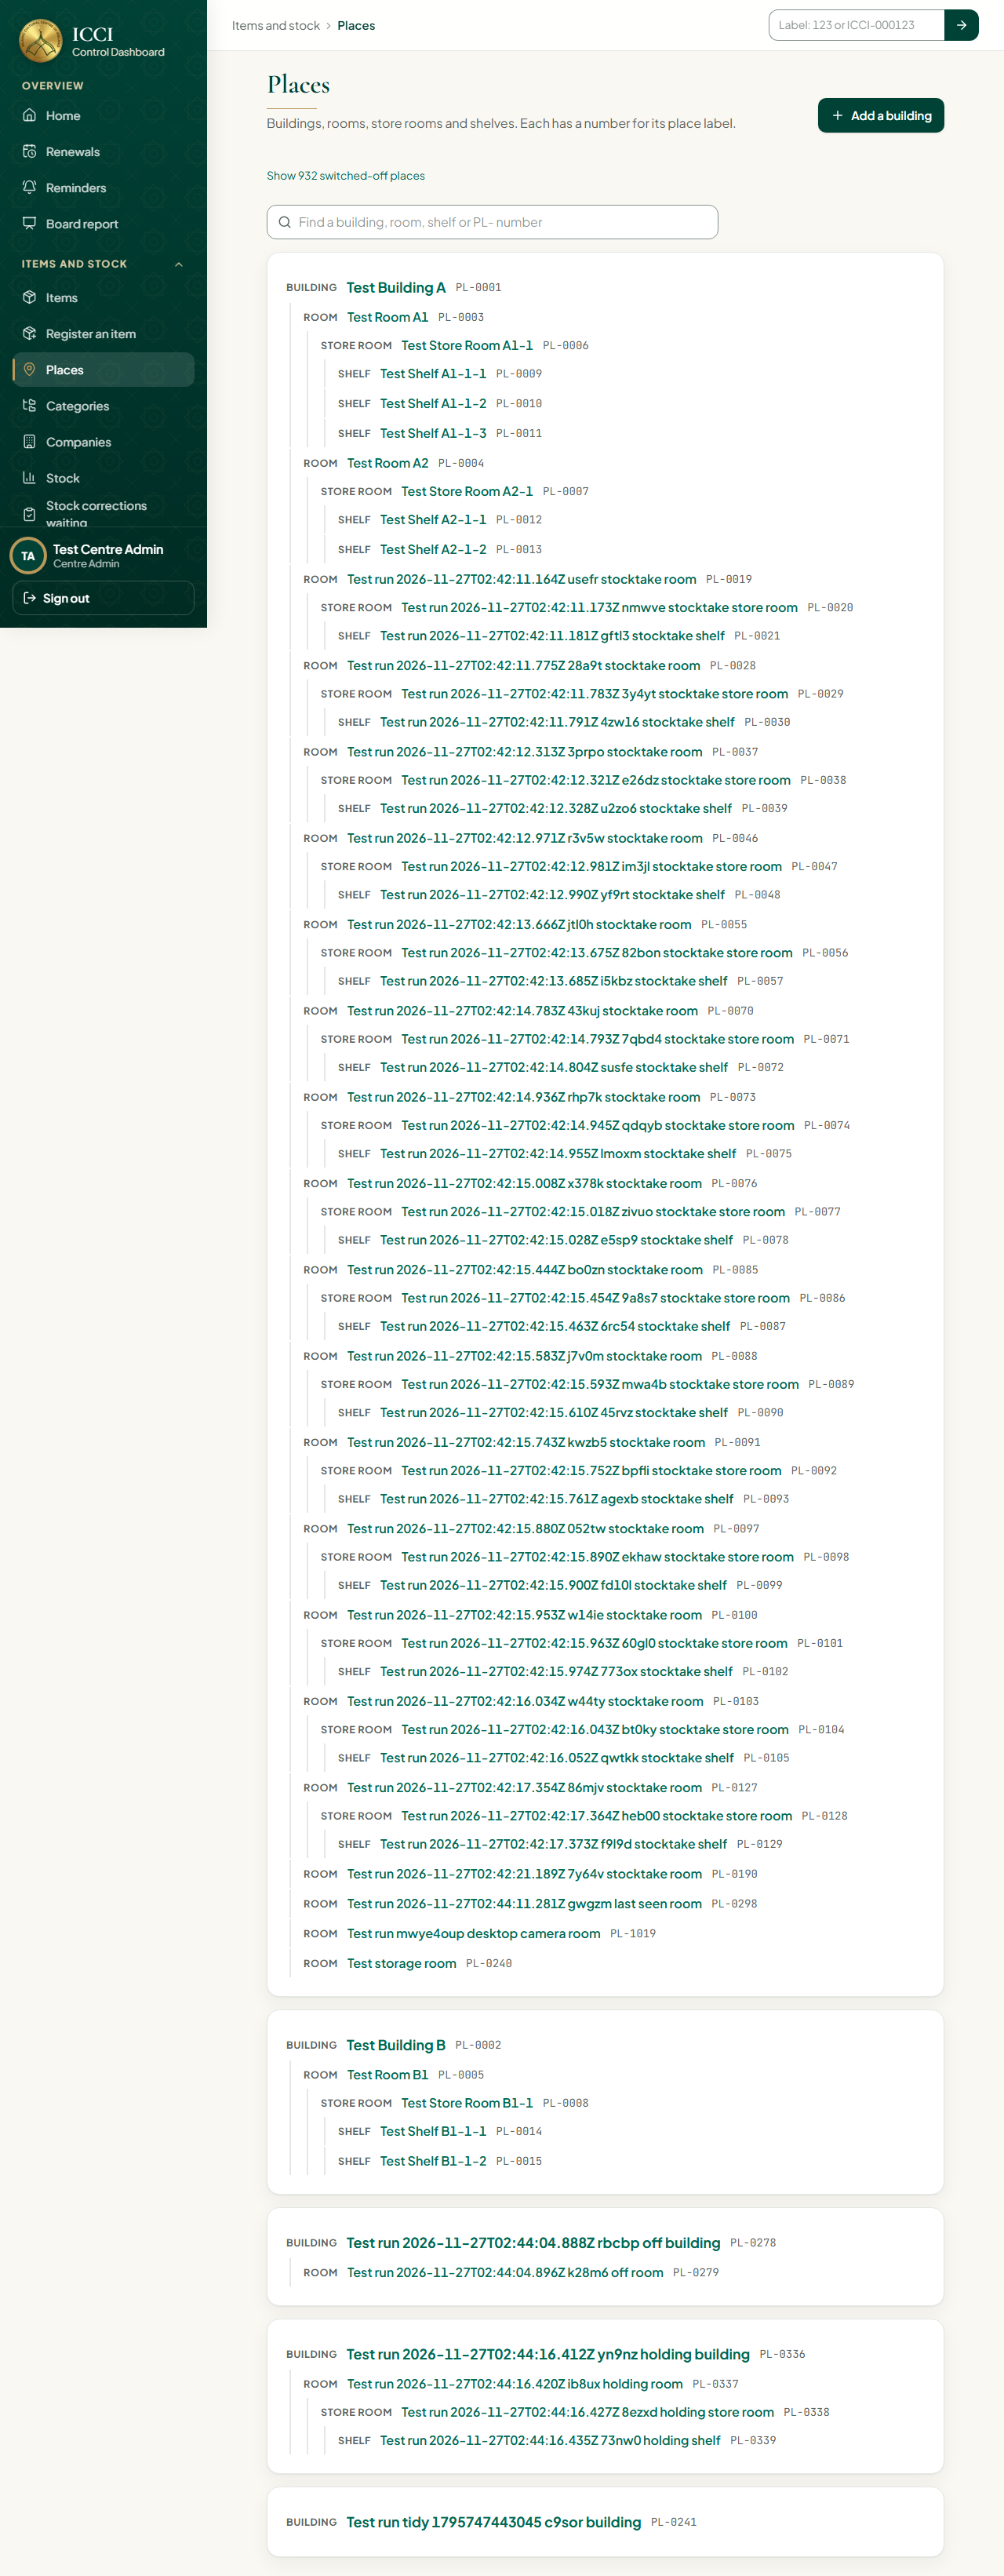 ICCI
Control Dashboard
OVERVIEW
Home
Renewals
Reminders
Board report
ITEMS AND STOCK
Items
Register an item
Places
Categories
Companies
Stock
Stock corrections
waiting
TA
Test Centre Admin
Centre Admin
Sign out
Items and stock > Places
Label: 123 or ICCI-000123
Places
Buildings, rooms, store rooms and shelves. Each has a number for its place label.
+ Add a building
Show 932 switched-off places
Find a building, room, shelf or PL- number
BUILDING Test Building A PL-0001
ROOM Test Room A1 PL-0003
STORE ROOM Test Store Room A1-1 PL-0006
SHELF Test Shelf A1-1-1 PL-0009
SHELF Test Shelf A1-1-2 PL-0010
SHELF Test Shelf A1-1-3 PL-0011
ROOM Test Room A2 PL-0004
STORE ROOM Test Store Room A2-1 PL-0007
SHELF Test Shelf A2-1-1 PL-0012
SHELF Test Shelf A2-1-2 PL-0013
ROOM Test run 2026-11-27T02:42:11.164Z usefr stocktake room PL-0019
STORE ROOM Test run 2026-11-27T02:42:11.173Z nmwve stocktake store room PL-0020
SHELF Test run 2026-11-27T02:42:11.181Z gftl3 stocktake shelf PL-0021
ROOM Test run 2026-11-27T02:42:11.775Z 28a9t stocktake room PL-0028
STORE ROOM Test run 2026-11-27T02:42:11.783Z 3y4yt stocktake store room PL-0029
SHELF Test run 2026-11-27T02:42:11.791Z 4zw16 stocktake shelf PL-0030
ROOM Test run 2026-11-27T02:42:12.313Z 3prpo stocktake room PL-0037
STORE ROOM Test run 2026-11-27T02:42:12.321Z e26dz stocktake store room PL-0038
SHELF Test run 2026-11-27T02:42:12.328Z u2zo6 stocktake shelf PL-0039
ROOM Test run 2026-11-27T02:42:12.971Z r3v5w stocktake room PL-0046
STORE ROOM Test run 2026-11-27T02:42:12.981Z im3jl stocktake store room PL-0047
SHELF Test run 2026-11-27T02:42:12.990Z yf9rt stocktake shelf PL-0048
ROOM Test run 2026-11-27T02:42:13.666Z jtl0h stocktake room PL-0055
STORE ROOM Test run 2026-11-27T02:42:13.675Z 82bon stocktake store room PL-0056
SHELF Test run 2026-11-27T02:42:13.685Z i5kbz stocktake shelf PL-0057
ROOM Test run 2026-11-27T02:42:14.783Z 43kuj stocktake room PL-0070
STORE ROOM Test run 2026-11-27T02:42:14.793Z 7qbd4 stocktake store room PL-0071
SHELF Test run 2026-11-27T02:42:14.804Z susfe stocktake shelf PL-0072
ROOM Test run 2026-11-27T02:42:14.936Z rhp7k stocktake room PL-0073
STORE ROOM Test run 2026-11-27T02:42:14.945Z qdqyb stocktake store room PL-0074
SHELF Test run 2026-11-27T02:42:14.955Z lmoxm stocktake shelf PL-0075
ROOM Test run 2026-11-27T02:42:15.008Z x378k stocktake room PL-0076
STORE ROOM Test run 2026-11-27T02:42:15.018Z zivuo stocktake store room PL-0077
SHELF Test run 2026-11-27T02:42:15.028Z e5sp9 stocktake shelf PL-0078
ROOM Test run 2026-11-27T02:42:15.444Z bo0zn stocktake room PL-0085
STORE ROOM Test run 2026-11-27T02:42:15.454Z 9a8s7 stocktake store room PL-0086
SHELF Test run 2026-11-27T02:42:15.463Z 6rc54 stocktake shelf PL-0087
ROOM Test run 2026-11-27T02:42:15.583Z j7v0m stocktake room PL-0088
STORE ROOM Test run 2026-11-27T02:42:15.593Z mwa4b stocktake store room PL-0089
SHELF Test run 2026-11-27T02:42:15.610Z 45rvz stocktake shelf PL-0090
ROOM Test run 2026-11-27T02:42:15.743Z kwzb5 stocktake room PL-0091
STORE ROOM Test run 2026-11-27T02:42:15.752Z bpfli stocktake store room PL-0092
SHELF Test run 2026-11-27T02:42:15.761Z agexb stocktake shelf PL-0093
ROOM Test run 2026-11-27T02:42:15.880Z 052tw stocktake room PL-0097
STORE ROOM Test run 2026-11-27T02:42:15.890Z ekhaw stocktake store room PL-0098
SHELF Test run 2026-11-27T02:42:15.900Z fd10l stocktake shelf PL-0099
ROOM Test run 2026-11-27T02:42:15.953Z w14ie stocktake room PL-0100
STORE ROOM Test run 2026-11-27T02:42:15.963Z 60gl0 stocktake store room PL-0101
SHELF Test run 2026-11-27T02:42:15.974Z 773ox stocktake shelf PL-0102
ROOM Test run 2026-11-27T02:42:16.034Z w44ty stocktake room PL-0103
STORE ROOM Test run 2026-11-27T02:42:16.043Z bt0ky stocktake store room PL-0104
SHELF Test run 2026-11-27T02:42:16.052Z qwtkk stocktake shelf PL-0105
ROOM Test run 2026-11-27T02:42:17.354Z 86mjv stocktake room PL-0127
STORE ROOM Test run 2026-11-27T02:42:17.364Z heb00 stocktake store room PL-0128
SHELF Test run 2026-11-27T02:42:17.373Z f9l9d stocktake shelf PL-0129
ROOM Test run 2026-11-27T02:42:21.189Z 7y64v stocktake room PL-0190
ROOM Test run 2026-11-27T02:44:11.281Z gwgzm last seen room PL-0298
ROOM Test run mwye4oup desktop camera room PL-1019
ROOM Test storage room PL-0240
BUILDING Test Building B PL-0002
ROOM Test Room B1 PL-0005
STORE ROOM Test Store Room B1-1 PL-0008
SHELF Test Shelf B1-1-1 PL-0014
SHELF Test Shelf B1-1-2 PL-0015
BUILDING Test run 2026-11-27T02:44:04.888Z rbcbp off building PL-0278
ROOM Test run 2026-11-27T02:44:04.896Z k28m6 off room PL-0279
BUILDING Test run 2026-11-27T02:44:16.412Z yn9nz holding building PL-0336
ROOM Test run 2026-11-27T02:44:16.420Z ib8ux holding room PL-0337
STORE ROOM Test run 2026-11-27T02:44:16.427Z 8ezxd holding store room PL-0338
SHELF Test run 2026-11-27T02:44:16.435Z 73nw0 holding shelf PL-0339
BUILDING Test run tidy 1795747443045 c9sor building PL-0241